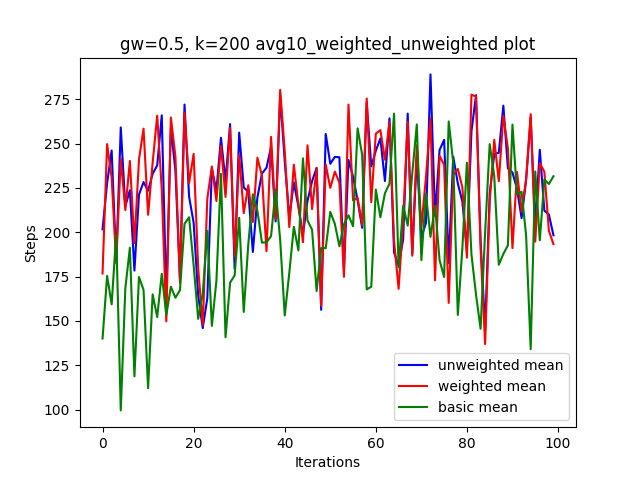 gw=0.5, k=200 avg10_weighted_unweighted plot
Steps
275
250
225
200
175
150
125
100
0
20
40
60
80
100
Iterations
unweighted mean
weighted mean
basic mean